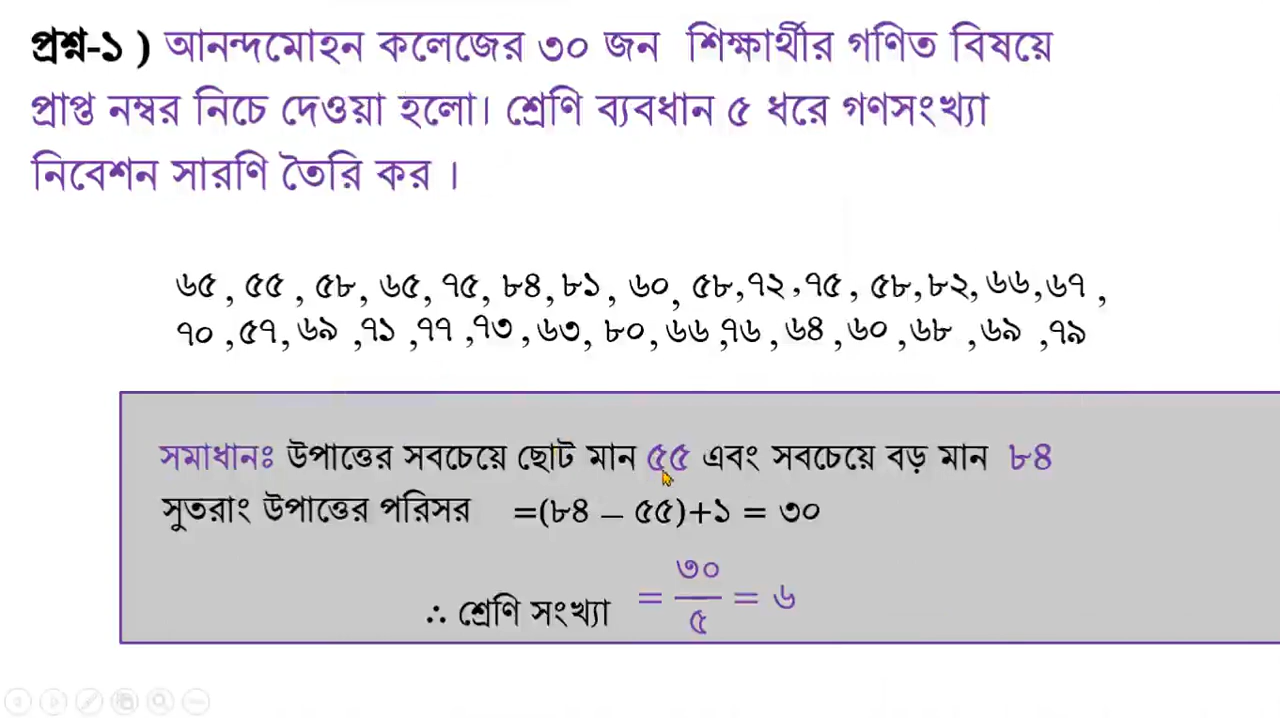 প্রশ্ন-১ ) আনন্দমোহন কলেজের ৩০ জন শিক্ষার্থীর গণিত বিষয়ে
প্রাপ্ত নম্বর নিচে দেওয়া হলো। শ্রেণি ব্যবধান ৫ ধরে গণসংখ্যা
নিবেশন সারণি তৈরি কর ।
৬৫ , ৫৫ , ৫৮, ৬৫, ৭৫, ৮৪, ৮১, ৬০, ৫৮, ৭২, ৭৫, ৫৮, ৮২, ৬৬, ৬৭ ,
৭০ , ৫৭, ৬৯ , ৭১ , ৭৭ , ৭৩ , ৬৩, ৮০, ৬৬ , ৭৬ , ৬৪ , ৬০ , ৬৮ , ৬৯ , ৭৯
সমাধানঃ উপাত্তের সবচেয়ে ছোট মান ৫৫ এবং সবচেয়ে বড় মান ৮৪
সুতরাং উপাত্তের পরিসর =(৮৪ – ৫৫)+১ = ৩০
∴ শ্রেণি সংখ্যা = ৩০/৫ = ৬